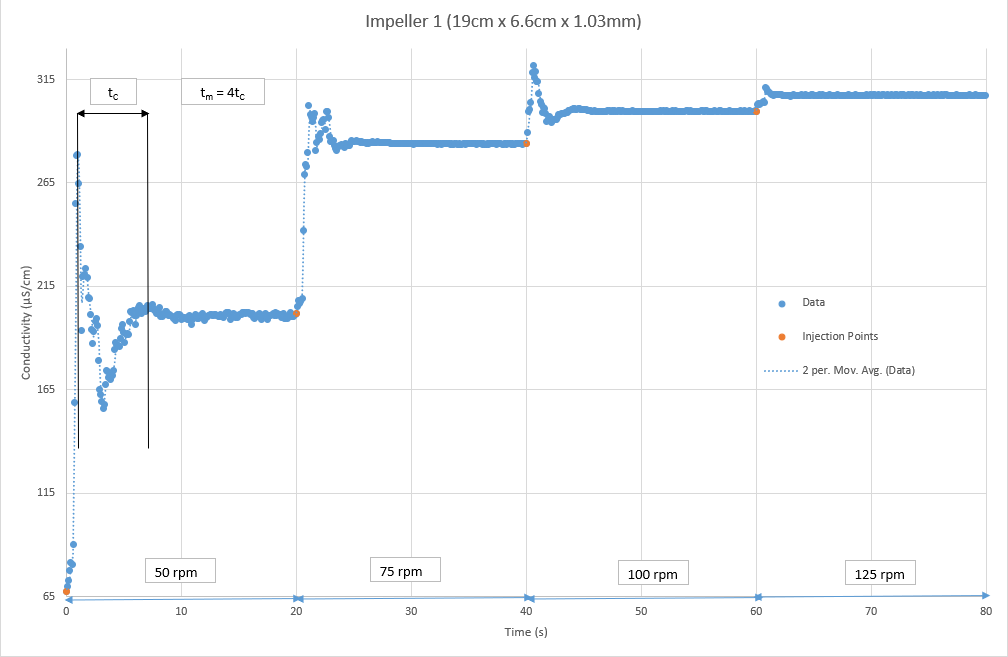 Impeller 1 (19cm x 6.6cm x 1.03mm)
315
265
215
165
115
65
Conductivity (µS/cm)
tc
tm = 4tc
Data
Injection Points
2 per. Mov. Avg. (Data)
50 rpm
75 rpm
100 rpm
125 rpm
0 10 20 30 40 50 60 70 80
Time (s)